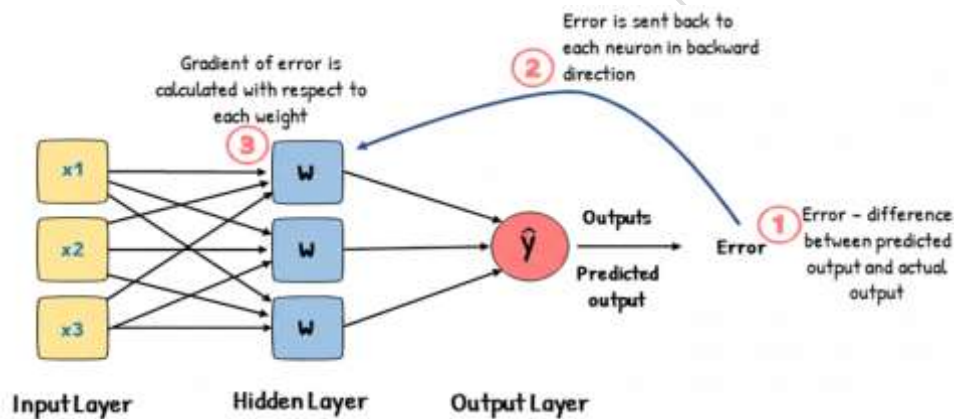 Error is sent back to
each neuron in backward
direction
2
Gradient of error is
calculated with respect to
each weight
3
x1
W
x2
W
x3
W
ŷ
Outputs
Predicted
output
Error
1
Error - difference
between predicted
output and actual
output
Input Layer
Hidden Layer
Output Layer